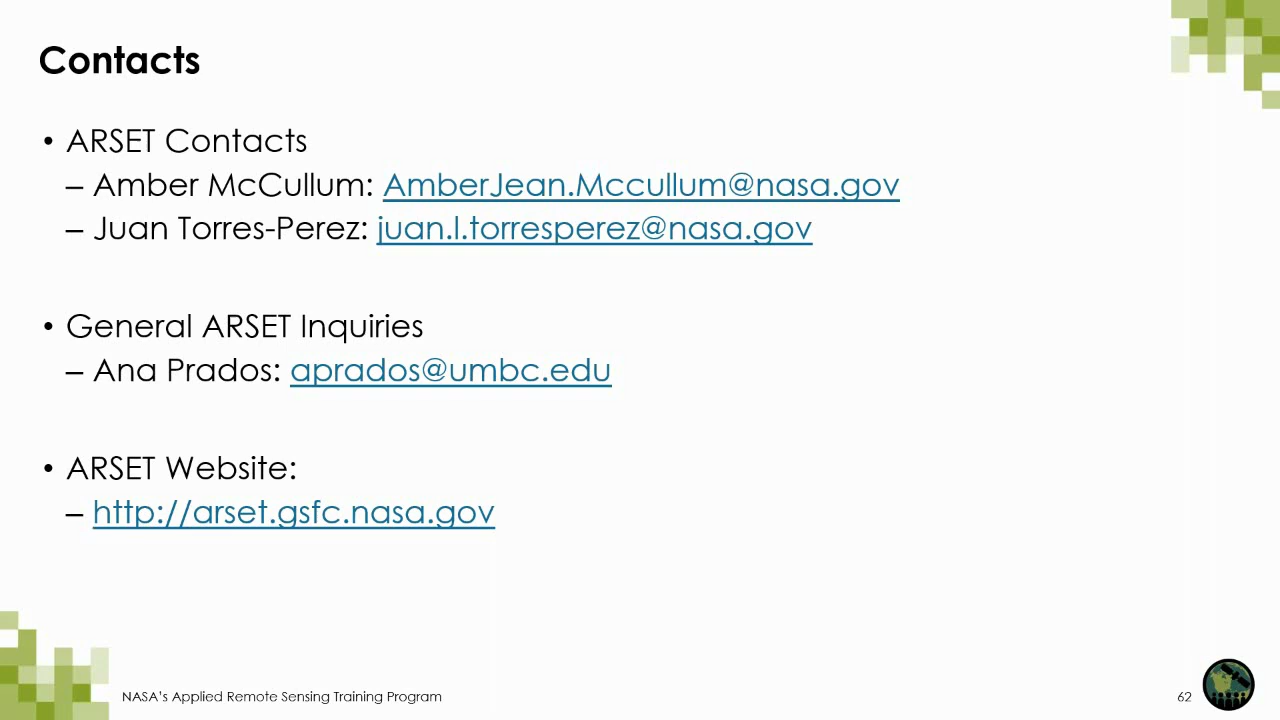 Contacts
• ARSET Contacts
– Amber McCullum: AmberJean.Mccullum@nasa.gov
– Juan Torres-Perez: juan.l.torresperez@nasa.gov
• General ARSET Inquiries
– Ana Prados: aprados@umbc.edu
• ARSET Website:
– http://arset.gsfc.nasa.gov
NASA's Applied Remote Sensing Training Program
62